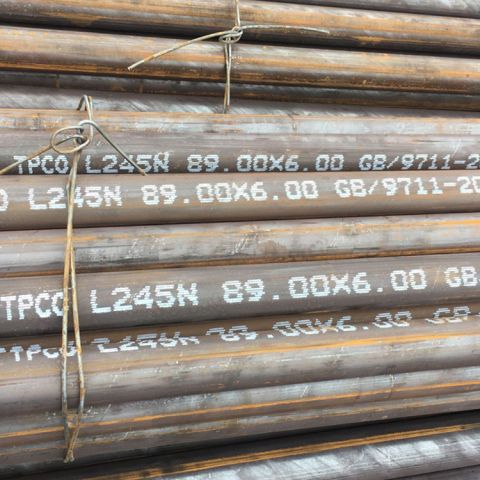 TPCO L245N 89.00X6.00 GB/9711-2
O L245N 89.00X6.00 GB/9711-20
TPCO L245N 89.00X6.00 GB
TPCO L245N 89.00X6.00 GB/